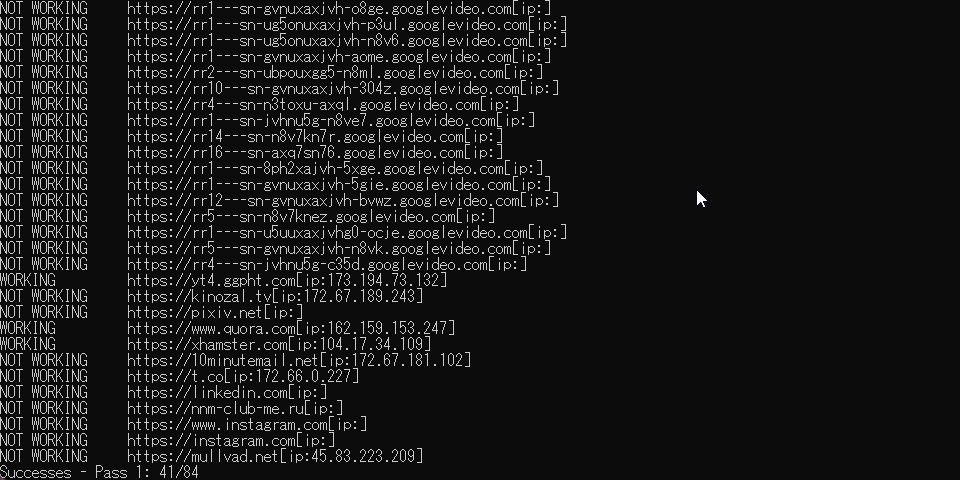 NOT WORKING https://rr1---sn-gvnuxaxjvh-o8ge.googlevideo.com[ip:]
NOT WORKING https://rr1---sn-ug5onuxaxjvh-p3ul.googlevideo.com[ip:]
NOT WORKING https://rr1---sn-ug5onuxaxjvh-n8v6.googlevideo.com[ip:]
NOT WORKING https://rr1---sn-gvnuxaxjvh-aome.googlevideo.com[ip:]
NOT WORKING https://rr2---sn-ubpouxgg5-n8ml.googlevideo.com[ip:]
NOT WORKING https://rr10---sn-gvnuxaxjvh-304z.googlevideo.com[ip:]
NOT WORKING https://rr4---sn-n3toxu-axql.googlevideo.com[ip:]
NOT WORKING https://rr1---sn-jvhnu5g-n8ve7.googlevideo.com[ip:]
NOT WORKING https://rr14---sn-n8v7kn7r.googlevideo.com[ip:]
NOT WORKING https://rr16---sn-axq7sn76.googlevideo.com[ip:]
NOT WORKING https://rr1---sn-8ph2xajvh-5xge.googlevideo.com[ip:]
NOT WORKING https://rr1---sn-gvnuxaxjvh-5gie.googlevideo.com[ip:]
NOT WORKING https://rr12---sn-gvnuxaxjvh-bvwz.googlevideo.com[ip:]
NOT WORKING https://rr5---sn-n8v7knez.googlevideo.com[ip:]
NOT WORKING https://rr1---sn-u5uuxaxjvhg0-ocje.googlevideo.com[ip:]
NOT WORKING https://rr5---sn-gvnuxaxjvh-n8vk.googlevideo.com[ip:]
NOT WORKING https://rr4---sn-jvhnu5g-c35d.googlevideo.com[ip:]
WORKING https://yt4.ggpht.com[ip:173.194.73.132]
NOT WORKING https://kinozal.tv[ip:172.67.189.243]
NOT WORKING https://pixiv.net[ip:]
WORKING https://www.quora.com[ip:162.159.153.247]
WORKING https://xhamster.com[ip:104.17.34.109]
NOT WORKING https://10minutemail.net[ip:172.67.181.102]
NOT WORKING https://t.co[ip:172.66.0.227]
NOT WORKING https://linkedin.com[ip:]
NOT WORKING https://nnm-club-me.ru[ip:]
NOT WORKING https://www.instagram.com[ip:]
NOT WORKING https://instagram.com[ip:]
NOT WORKING https://mullvad.net[ip:45.83.223.209]
Successes - Pass 1: 41/84